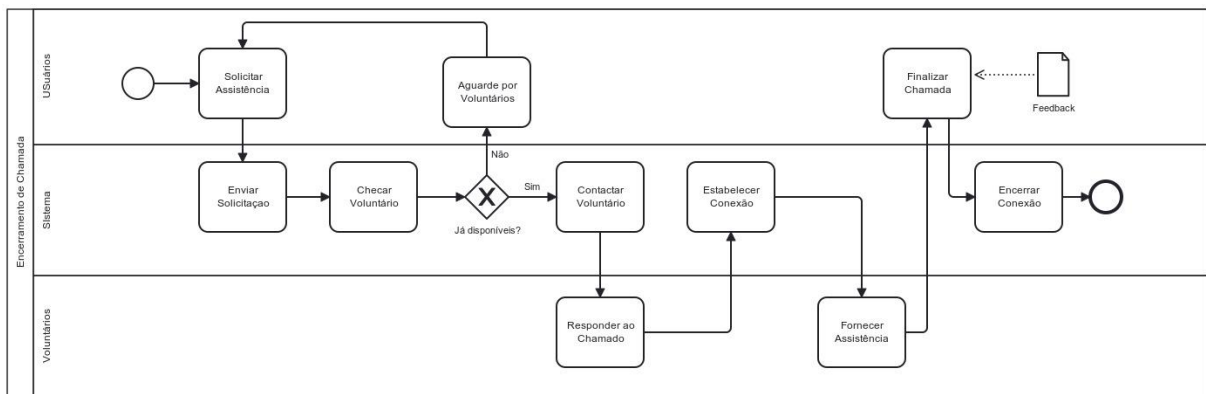 Encerramento de Chamada
USuários
Solicitar
Assistência
Aguarde por
Voluntários
Finalizar
Chamada
Feedback
SIstema
Enviar
Solicitaçao
Checar
Voluntário
Não
Sim
Já disponíveis?
Contactar
Voluntário
Estabelecer
Conexão
Encerrar
Conexão
Voluntários
Responder ao
Chamado
Fornecer
Assistência